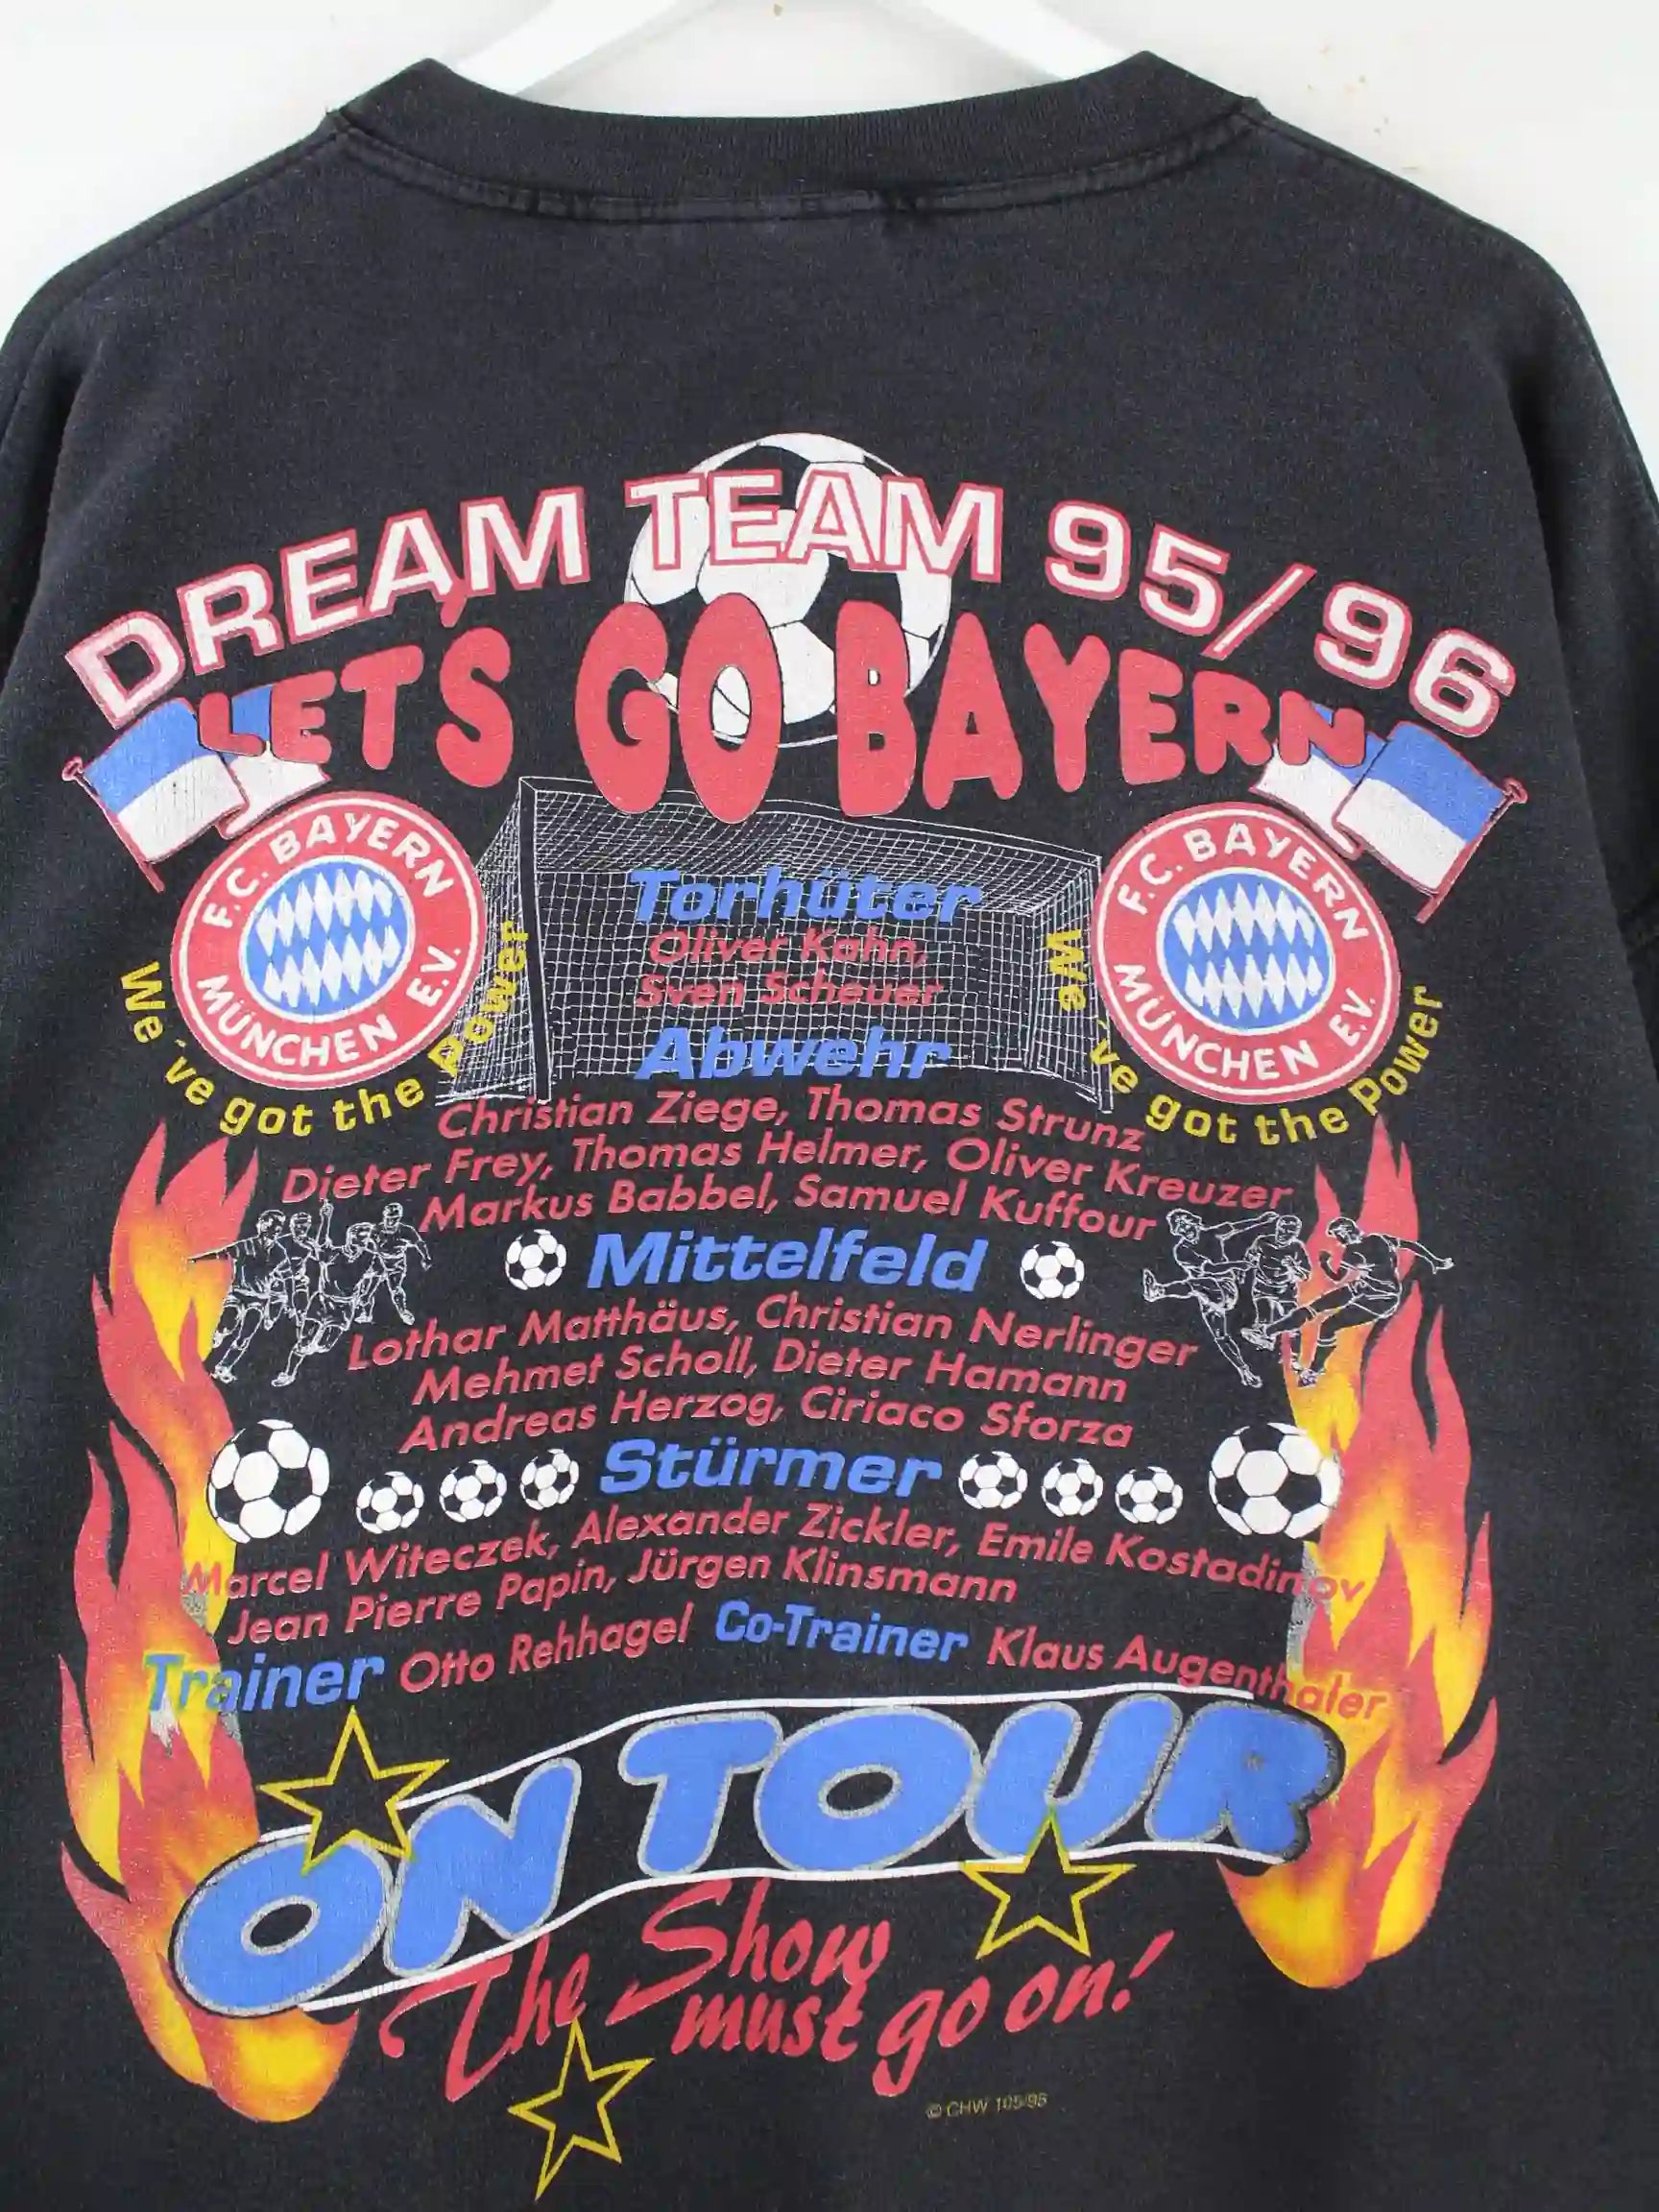 DREAM TEAM 95/96
LET'S GO BAYERN
F.C. BAYERN
MÜNCHEN E.V.
We´ve got the Power
F.C. BAYERN
MÜNCHEN E.V.
We´ve got the Power
Torhüter
Oliver Kahn,
Sven Scheuer
Abwehr
Christian Ziege, Thomas Strunz
Dieter Frey, Thomas Helmer, Oliver Kreuzer
Markus Babbel, Samuel Kuffour
Mittelfeld
Lothar Matthäus, Christian Nerlinger
Mehmet Scholl, Dieter Hamann
Andreas Herzog, Ciriaco Sforza
Stürmer
Marcel Witeczek, Alexander Zickler, Emile Kostadinov
Jean Pierre Papin, Jürgen Klinsmann
Trainer Otto Rehhagel Co-Trainer Klaus Augenthaler
ON TOUR
The Show
must go on!
© CHW 105/95